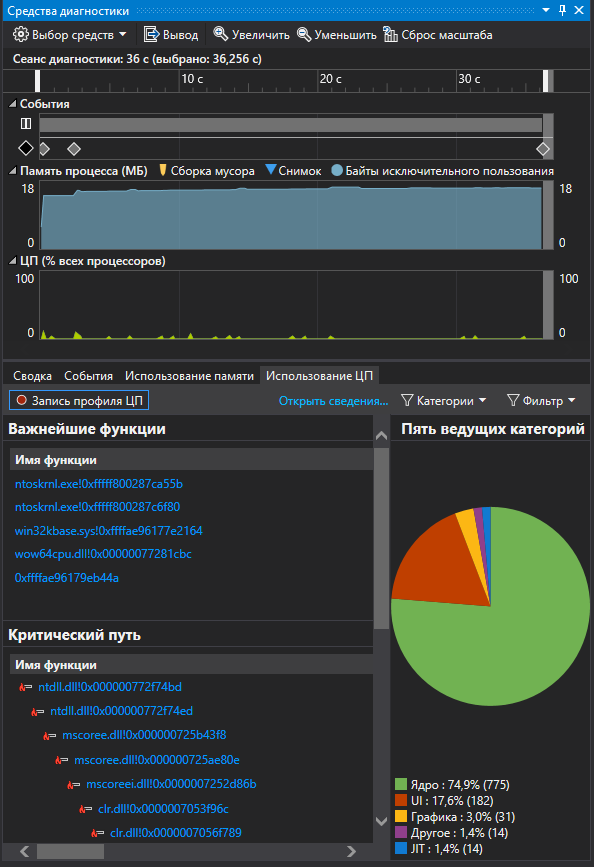 Средства диагностики
Выбор средств Вывод Увеличить Уменьшить Сброс масштаба
Сеанс диагностики: 36 с (выбрано: 36,256 с)
10 с 20 с 30 с
События
Память процесса (МБ) Сборка мусора Снимок Байты исключительного пользования
18 18
0 0
ЦП (% всех процессоров)
100 100
0 0
Сводка События Использование памяти Использование ЦП
Запись профиля ЦП Открыть сведения... Категории Фильтр
Важнейшие функции Пять ведущих категорий
Имя функции
ntoskrnl.exe!0xfffff800287ca55b
ntoskrnl.exe!0xfffff800287c6f80
win32kbase.sys!0xffffae96177e2164
wow64cpu.dll!0x00000077281cbc
0xffffae96179eb44a
Критический путь
Имя функции
ntdll.dll!0x000000772f74bd
ntdll.dll!0x000000772f74ed
mscoree.dll!0x000000725b43f8
mscoree.dll!0x000000725ae80e
mscoreei.dll!0x0000007252d86b
clr.dll!0x0000007053f96c
clr.dll!0x0000007056f789
Ядро : 74,9% (775)
UI : 17,6% (182)
Графика : 3,0% (31)
Другое : 1,4% (14)
JIT : 1,4% (14)